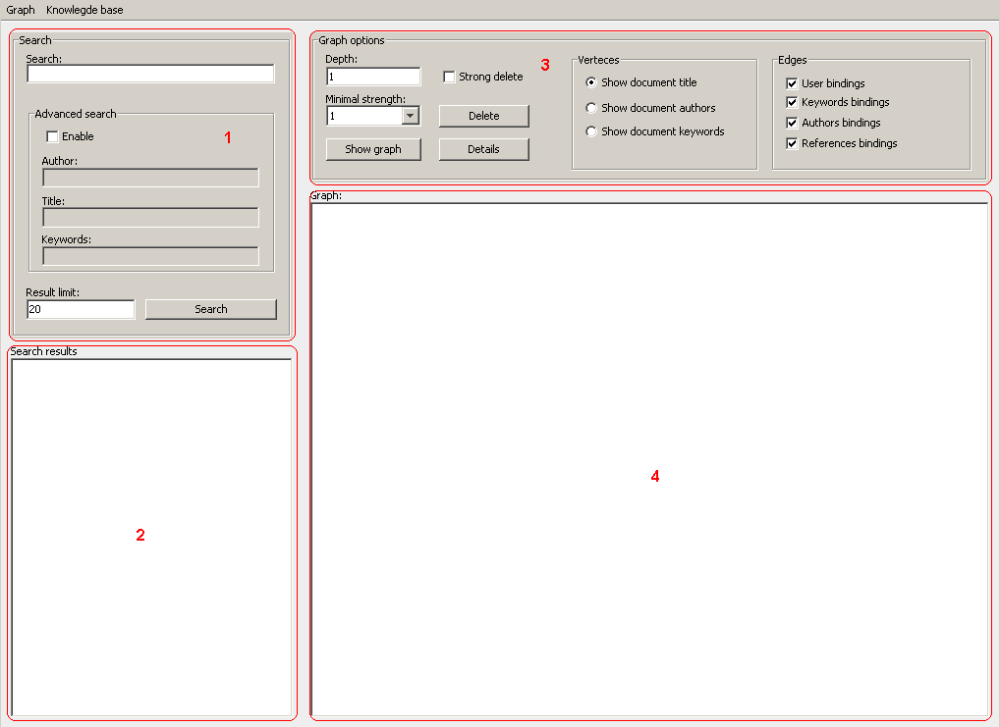 Graph Knowlegde base
Search
Search:
Advanced search
Enable
1
Author:
Title:
Keywords:
Result limit:
20 Search
Search results
2
Graph options
Depth:
1 Strong delete 3
Minimal strength:
1 Delete
Show graph Details
Verteces
Show document title
Show document authors
Show document keywords
Edges
User bindings
Keywords bindings
Authors bindings
References bindings
Graph:
4